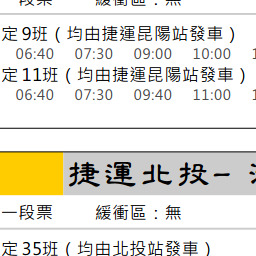 一段票 緩衝區：無
定 9班（均由捷運昆陽站發車）
06:40 07:30 09:00 10:00
定 11班（均由捷運昆陽站發車）
06:40 07:30 09:40 11:00
捷運北投-
一段票 緩衝區：無
定 35班（均由北投站發車）